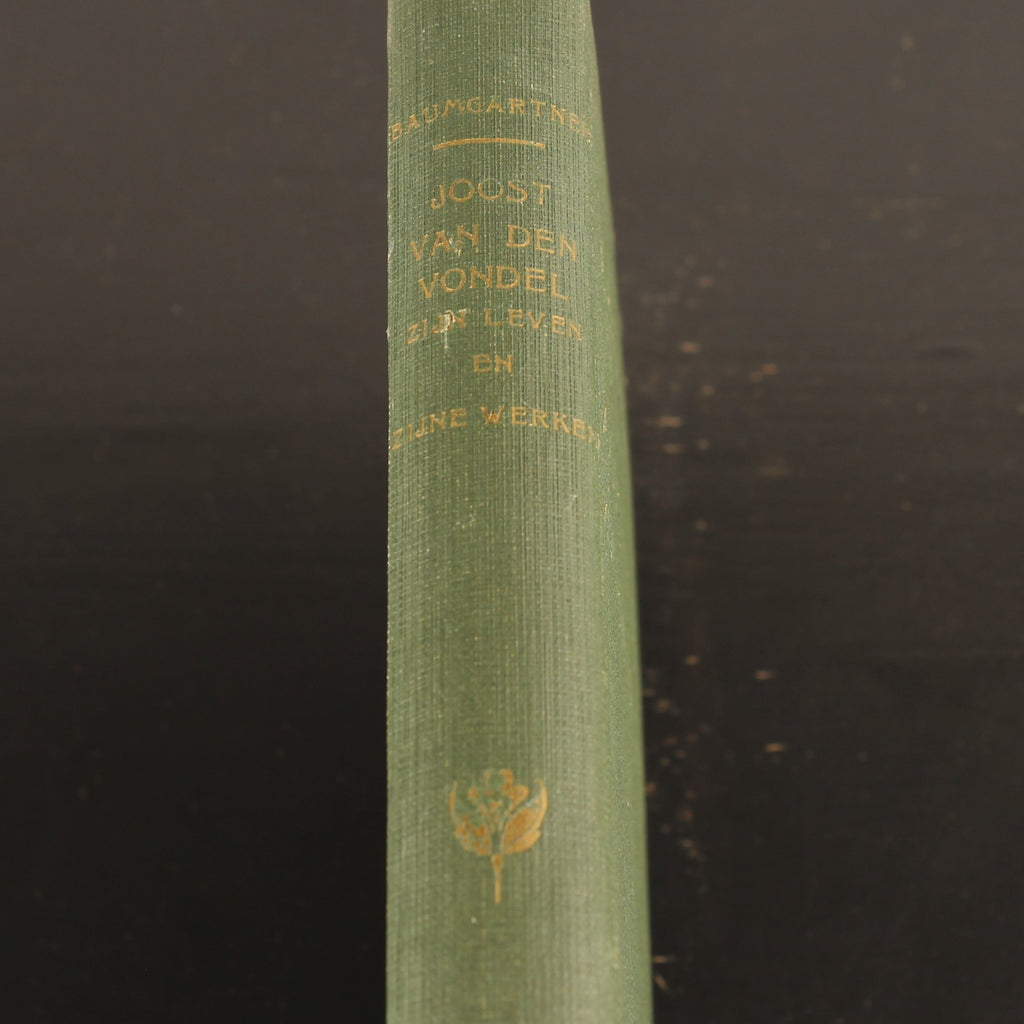 BAUMGARTNER
JOOST
VAN DEN
VONDEL
ZIJN LEVEN
EN
ZIJNE WERKEN